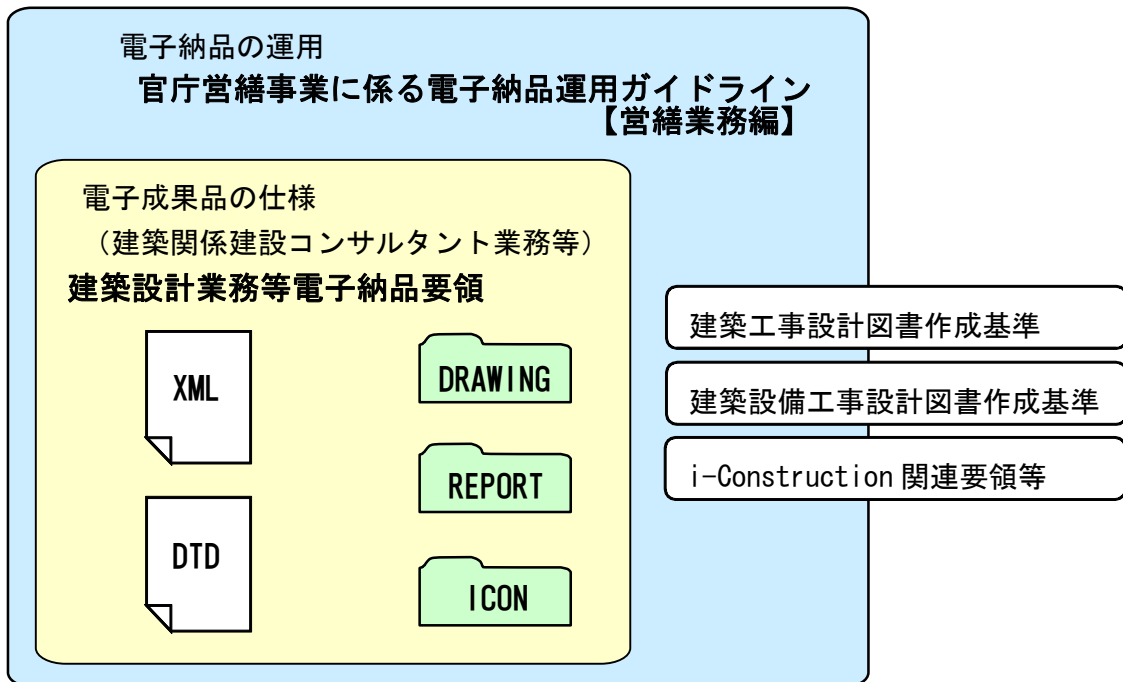 電子納品の運用
官庁営繕事業に係る電子納品運用ガイドライン
【営繕業務編】
電子成果品の仕様
（建築関係建設コンサルタント業務等）
建築設計業務等電子納品要領
XML
DTD
DRAWING
REPORT
ICON
建築工事設計図書作成基準
建築設備工事設計図書作成基準
i-Construction 関連要領等